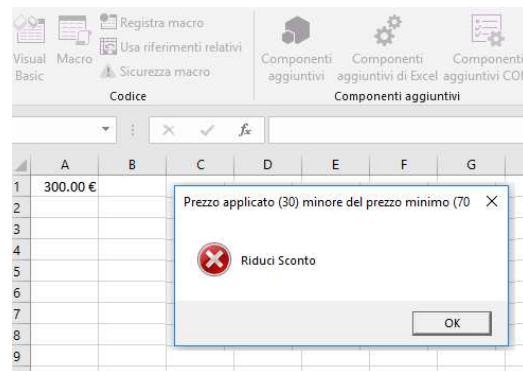 Visual Basic
Macro
Registra macro
Usa riferimenti relativi
Sicurezza macro
Codice
Componenti aggiuntivi
Componenti aggiuntivi di Excel
Componenti aggiuntivi COM
Componenti aggiuntivi
fx
A B C D E F G
1 300.00 €
2
3
4
5
6
7
8
9
Prezzo applicato (30) minore del prezzo minimo (70
Riduci Sconto
OK